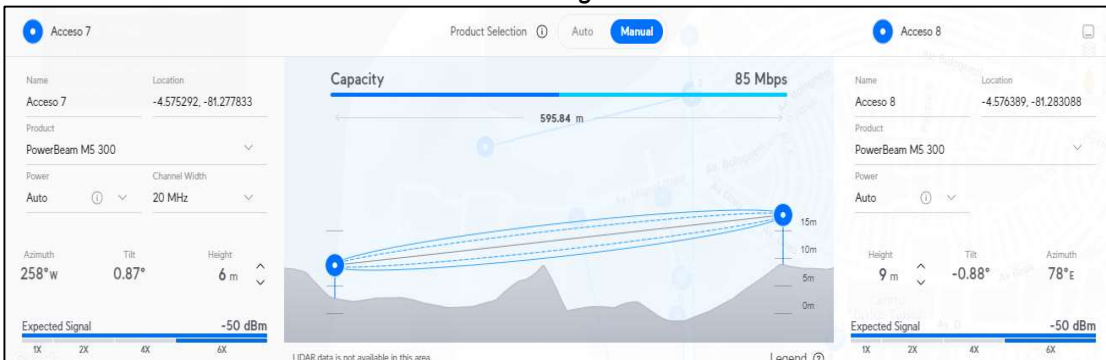 Acceso 7
Product Selection
Auto
Manual
Acceso 8
Name
Location
Acceso 7
-4.575292, -81.277833
Product
PowerBeam M5 300
Power
Channel Width
Auto
20 MHz
Azimuth
Tilt
Height
258°W
0.87°
6 m
Expected Signal
-50 dBm
1X
2X
4X
6X
Capacity
85 Mbps
595.84 m
15m
10m
5m
0m
LIDAR data is not available in this area
Legend
Name
Location
Acceso 8
-4.576389, -81.283088
Product
PowerBeam M5 300
Power
Auto
Height
Tilt
Azimuth
9 m
-0.88°
78°E
Expected Signal
-50 dBm
1X
2X
4X
6X